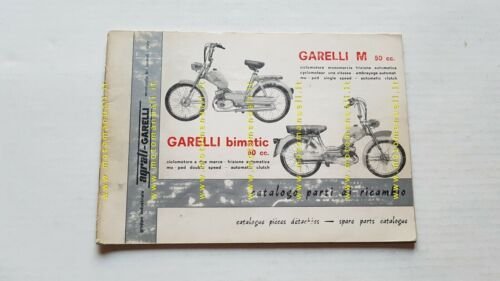 GARELLI M 50 cc.
ciclomotore monomarcia frizione automatica
cyclomoteur une vitesse - embrayage automat.
mo-ped single speed - automatic clutch
GARELLI bimatic
50 cc.
ciclomotore a due marce - frizione automatica
mo-ped double speed - automatic clutch
agrati-GARELLI
catalogo parti di ricambio
catalogue pièces détachées — spare parts catalogue